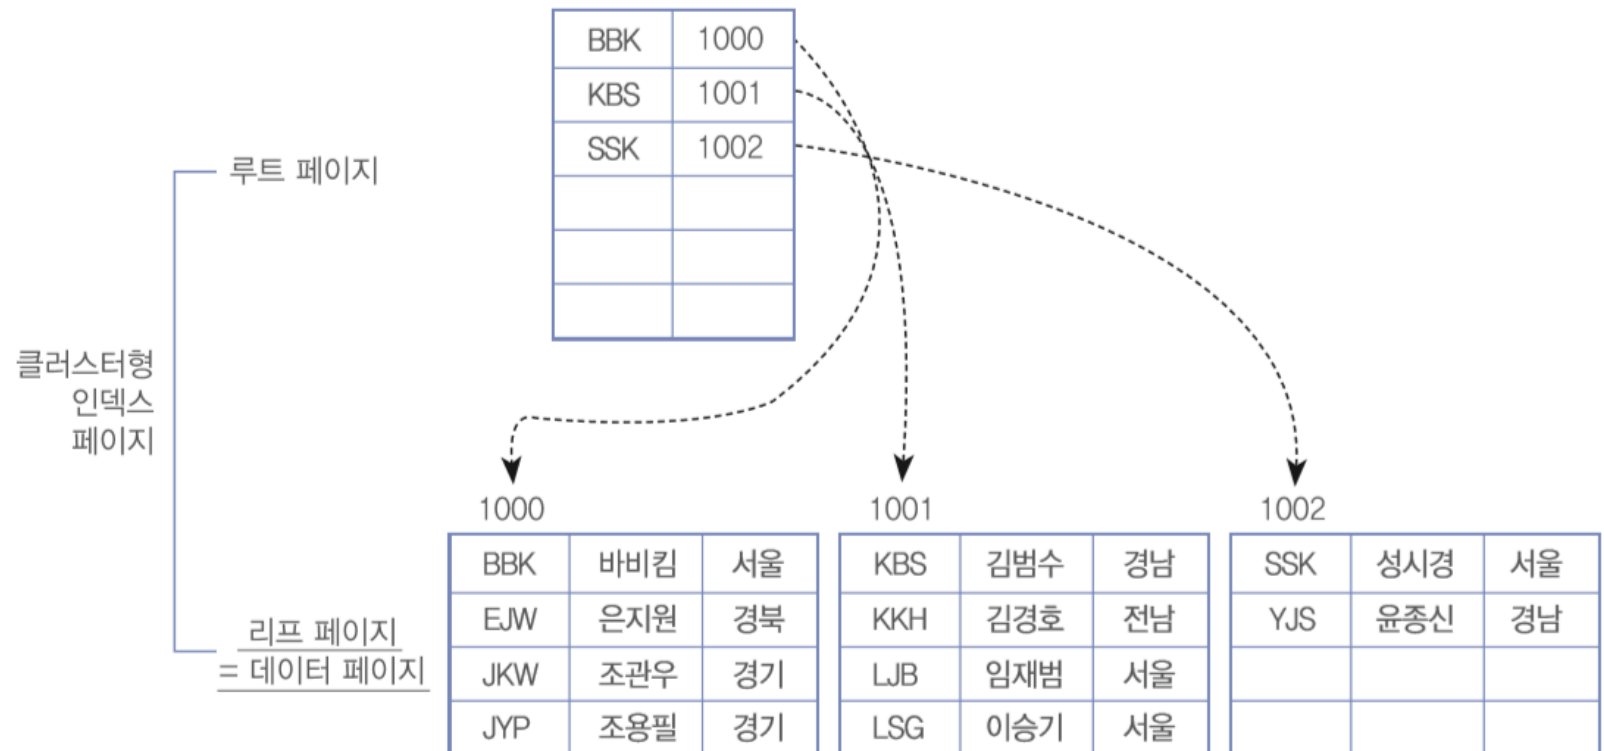 BBK 1000
KBS 1001
SSK 1002
루트 페이지
클러스터형
인덱스
페이지
리프 페이지
= 데이터 페이지
1000
BBK 바비킴 서울
EJW 은지원 경북
JKW 조관우 경기
JYP 조용필 경기
1001
KBS 김범수 경남
KKH 김경호 전남
LJB 임재범 서울
LSG 이승기 서울
1002
SSK 성시경 서울
YJS 윤종신 경남